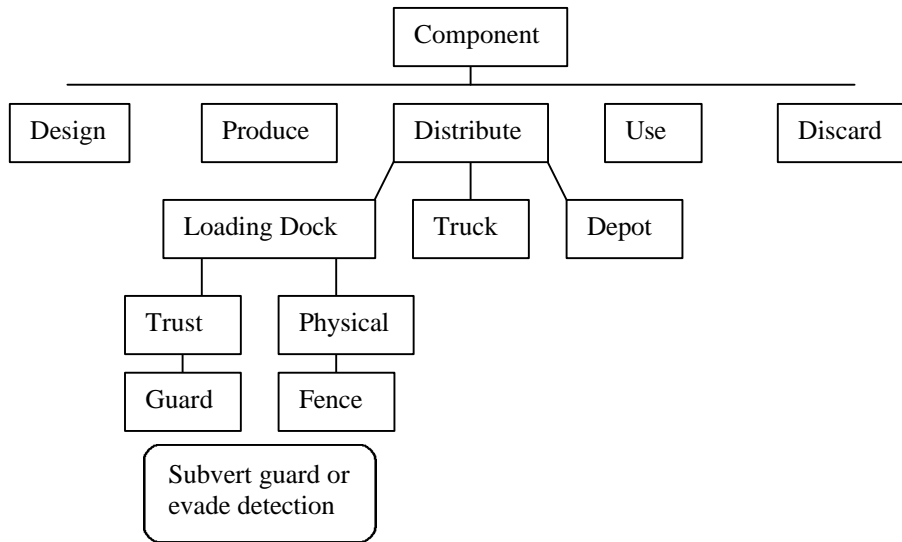 Component
Design
Produce
Distribute
Use
Discard
Loading Dock
Truck
Depot
Trust
Physical
Guard
Fence
Subvert guard or
evade detection